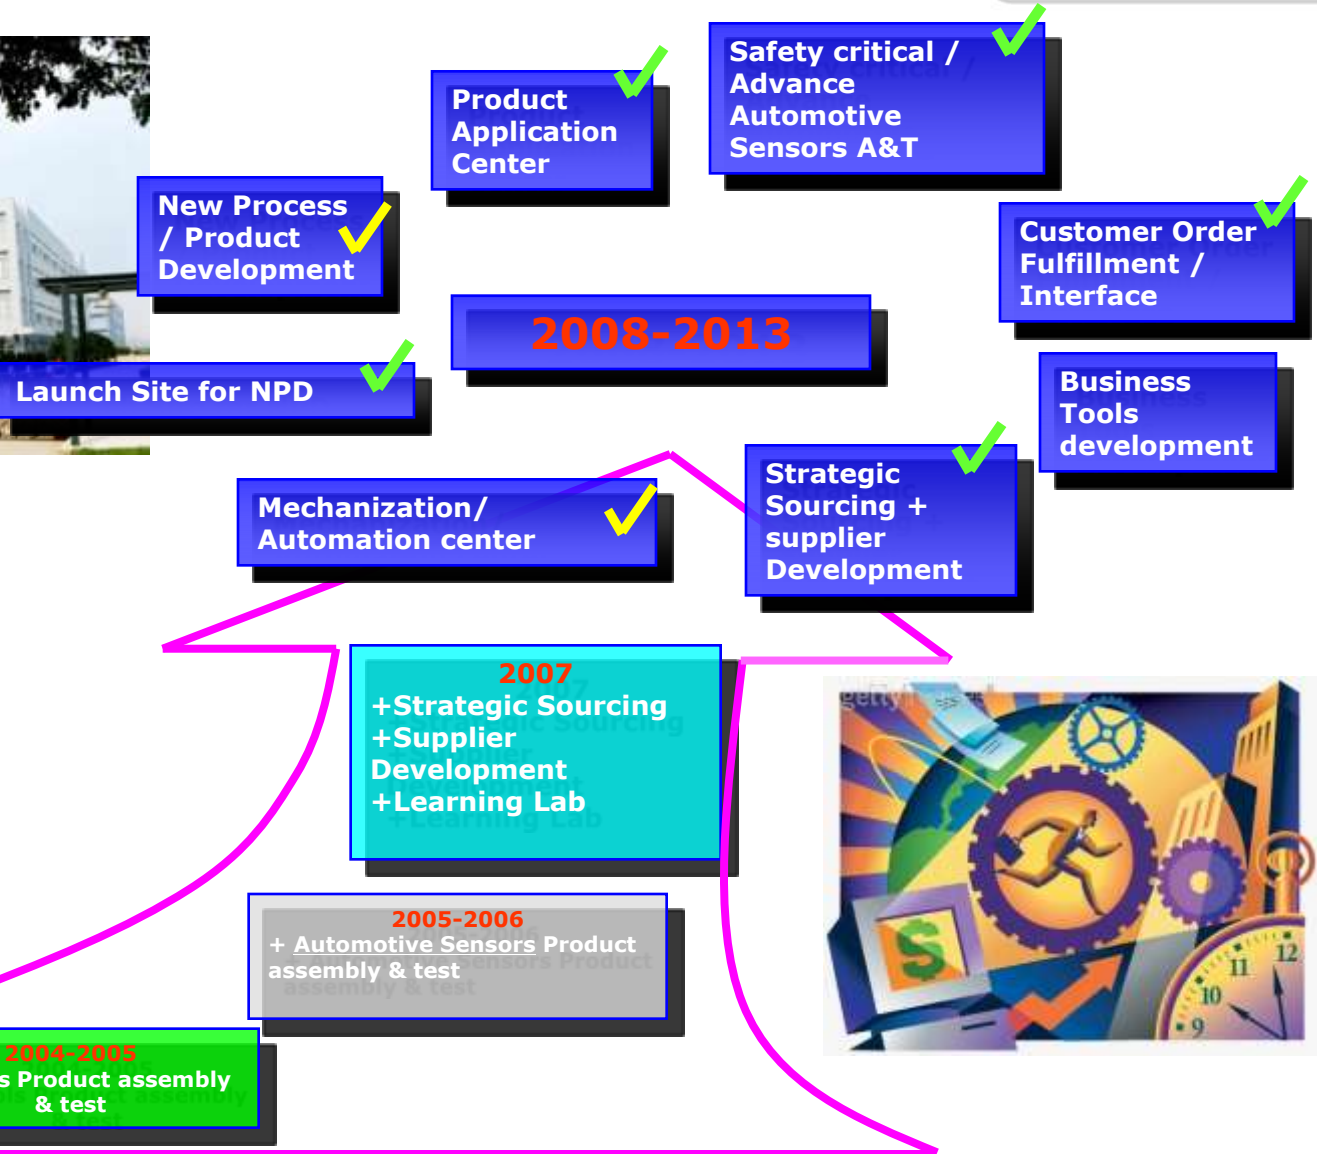 Safety critical /
Advance
Automotive
Sensors A&T
Product
Application
Center
New Process
/ Product
Development
Customer Order
Fulfillment /
Interface
2008-2013
Launch Site for NPD
Business
Tools
development
Strategic
Sourcing +
supplier
Development
Mechanization/
Automation center
2007
+Strategic Sourcing
+Supplier
Development
+Learning Lab
2005-2006
+ Automotive Sensors Product
assembly & test
2004-2005
s Product assembly
& test
$
12
11
10
9